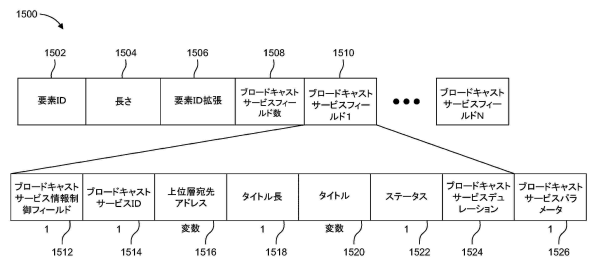 1500
1502
1504
1506
1508
1510
要素ID
長さ
要素ID拡張
ブロードキャスト
サービスフィー
ルド数
ブロードキャスト
サービスフィー
ルド1
●●●
ブロードキャスト
サービスフィー
ルドN
ブロードキャスト
サービス情報制
御フィールド
ブロードキャスト
サービスID
上位層宛先
アドレス
タイトル長
タイトル
ステータス
ブロードキャスト
サービスデュ
レーション
ブロードキャスト
サービスパラ
メータ
1
1
変数
1
変数
1
1
1512
1514
1516
1518
1520
1522
1524
1526